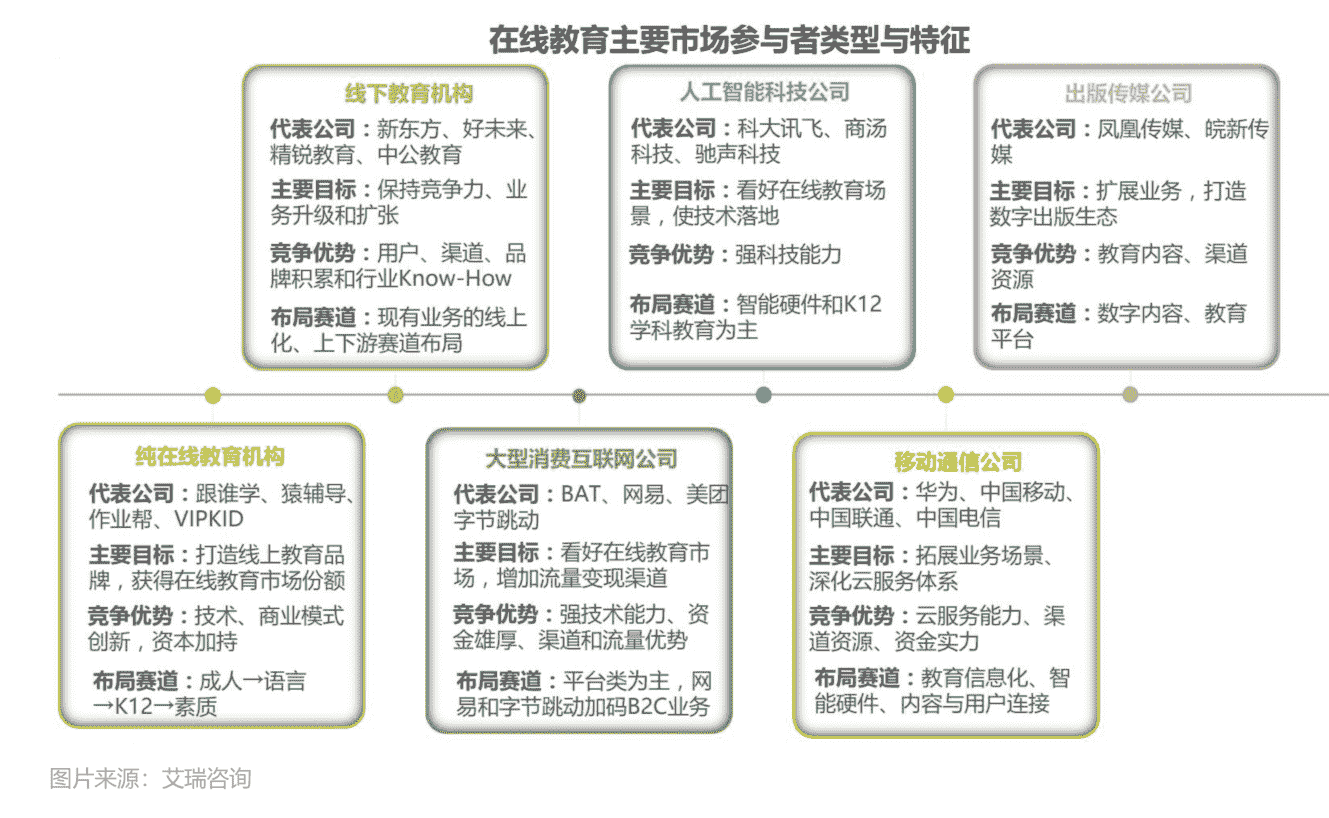 在线教育主要市场参与者类型与特征
线下教育机构
代表公司：新东方、好未来、
精锐教育、中公教育
主要目标：保持竞争力、业
务升级和扩张
竞争优势：用户、渠道、品
牌积累和行业Know-How
布局赛道：现有业务的线上
化、上下游赛道布局
人工智能科技公司
代表公司：科大讯飞、商汤
科技、驰声科技
主要目标：看好在线教育场
景，使技术落地
竞争优势：强科技能力
布局赛道：智能硬件和K12
学科教育为主
出版传媒公司
代表公司：凤凰传媒、皖新传
媒
主要目标：扩展业务，打造
数字出版生态
竞争优势：教育内容、渠道
资源
布局赛道：数字内容、教育
平台
纯在线教育机构
代表公司：跟谁学、猿辅导、
作业帮、VIPKID
主要目标：打造线上教育品
牌，获得在线教育市场份额
竞争优势：技术、商业模式
创新，资本加持
布局赛道：成人→语言
→K12→素质
大型消费互联网公司
代表公司：BAT、网易、美团
字节跳动
主要目标：看好在线教育市
场，增加流量变现渠道
竞争优势：强技术能力、资
金雄厚、渠道和流量优势
布局赛道：平台类为主，网
易和字节跳动加码B2C业务
移动通信公司
代表公司：华为、中国移动、
中国联通、中国电信
主要目标：拓展业务场景、
深化云服务体系
竞争优势：云服务能力、渠
道资源、资金实力
布局赛道：教育信息化、智
能硬件、内容与用户连接
图片来源：艾瑞咨询